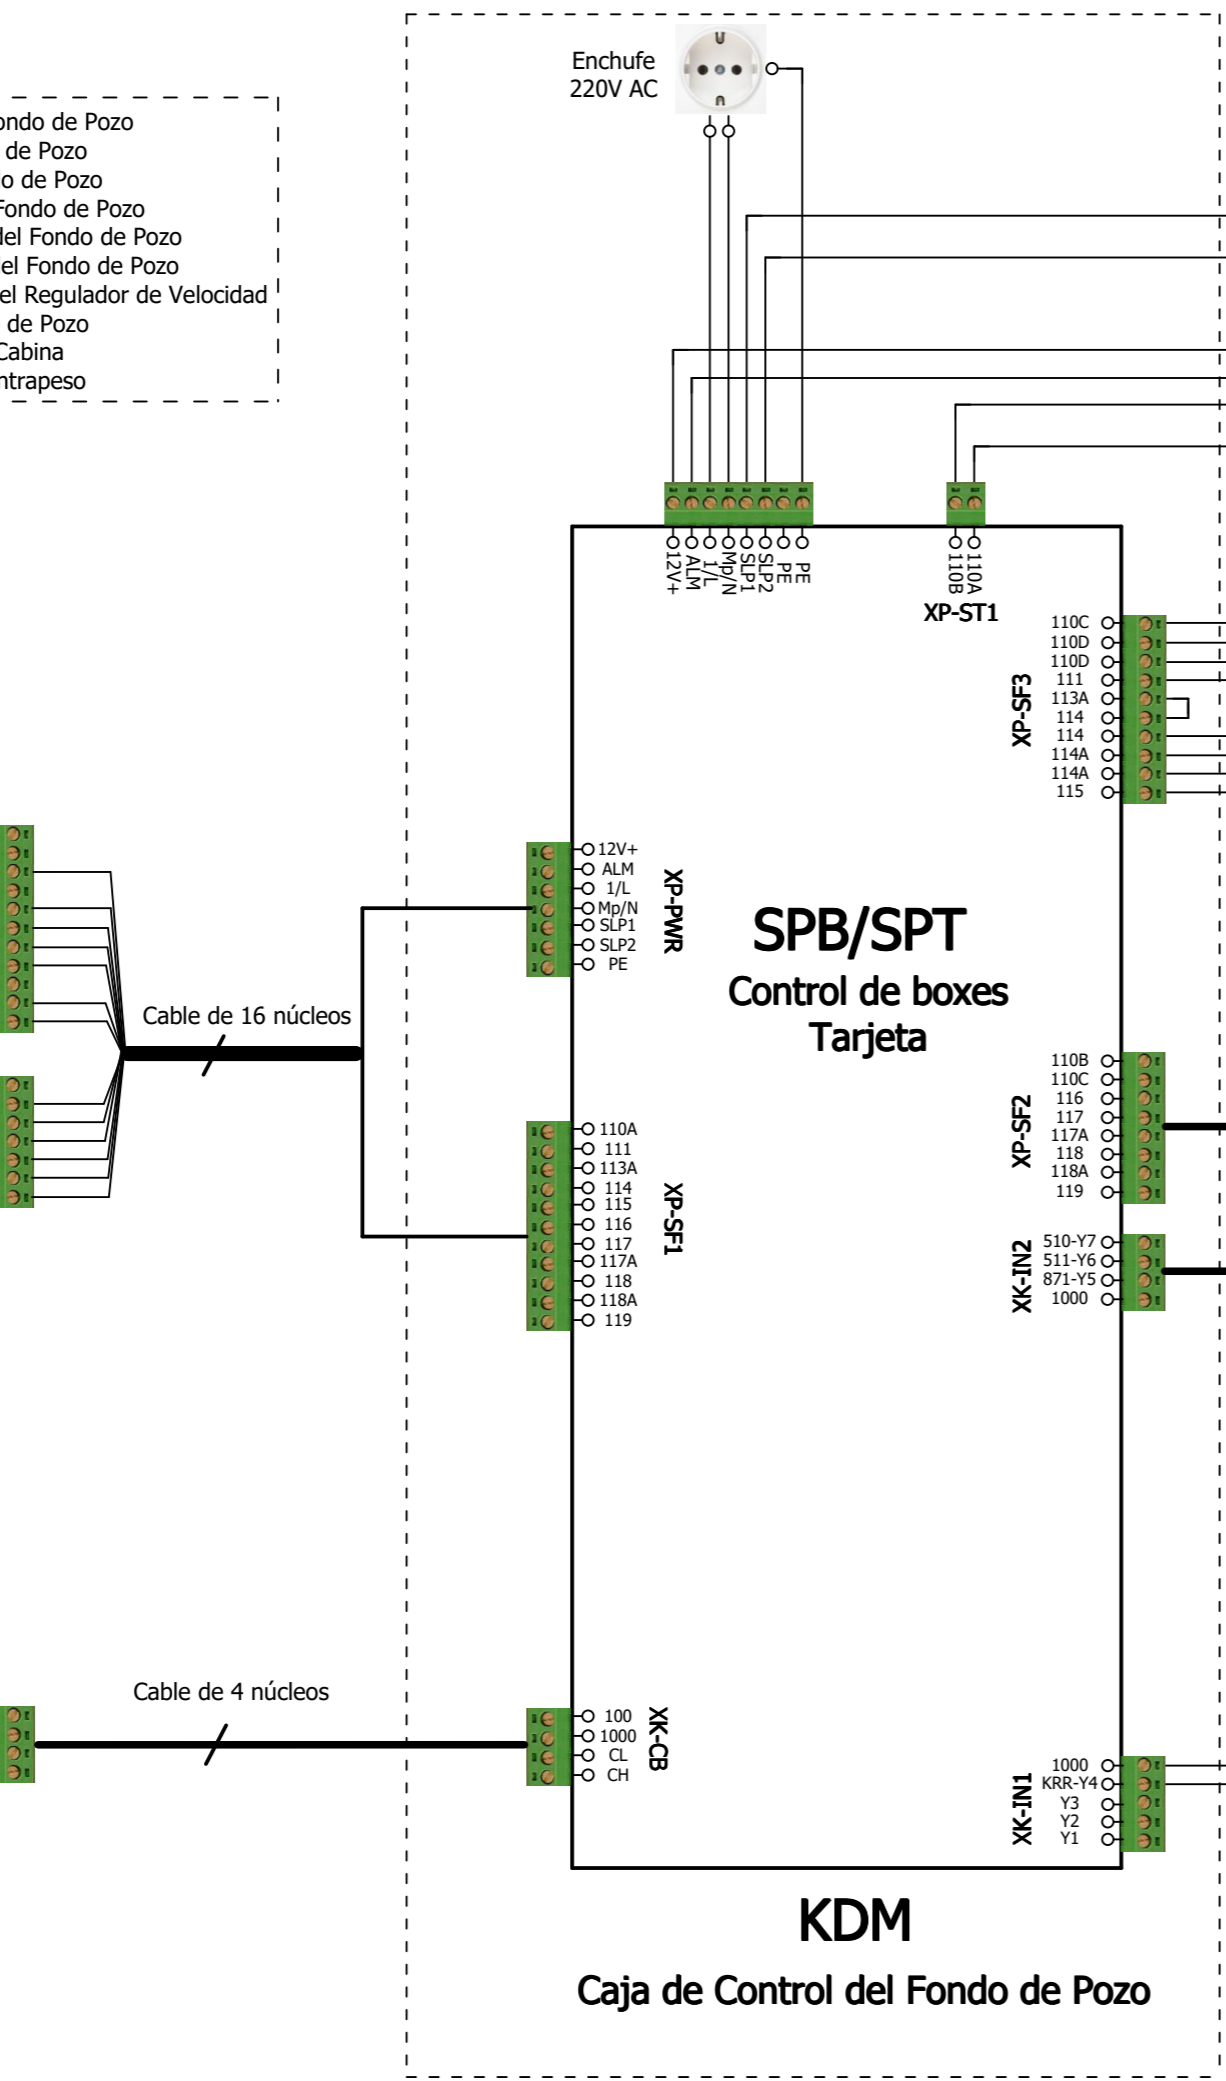 Enchufe
220V AC
ondo de Pozo
de Pozo
o de Pozo
Fondo de Pozo
del Fondo de Pozo
el Fondo de Pozo
el Regulador de Velocidad
de Pozo
Cabina
ntrapeso
12V+
ALM
1/L
Mp/N
SLP1
SLP2
PE
PE
110B
110A
XP-ST1
XP-SF3
110C
110D
110D
111
113A
114
114
114A
114A
115
12V+
ALM
1/L
Mp/N
SLP1
SLP2
PE
XP-PWR
SPB/SPT
Control de boxes
Tarjeta
Cable de 16 núcleos
XP-SF2
110B
110C
116
117
117A
118
118A
119
110A
111
113A
114
115
116
117
117A
118
118A
119
XP-SF1
XK-IN2
510-Y7
511-Y6
871-Y5
1000
Cable de 4 núcleos
100
1000
CL
CH
XK-CB
XK-IN1
1000
KRR-Y4
Y3
Y2
Y1
KDM
Caja de Control del Fondo de Pozo